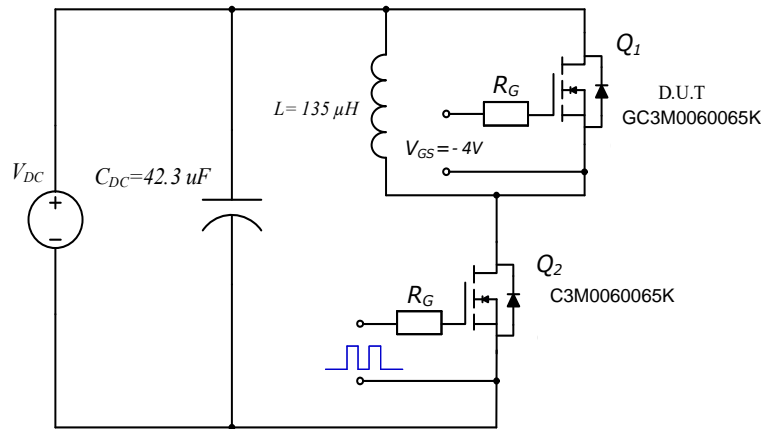 Q1
D.U.T
GC3M0060065K
RG
L= 135 µH
VGS = - 4V
VDC
CDC=42.3 uF
Q2
C3M0060065K
RG